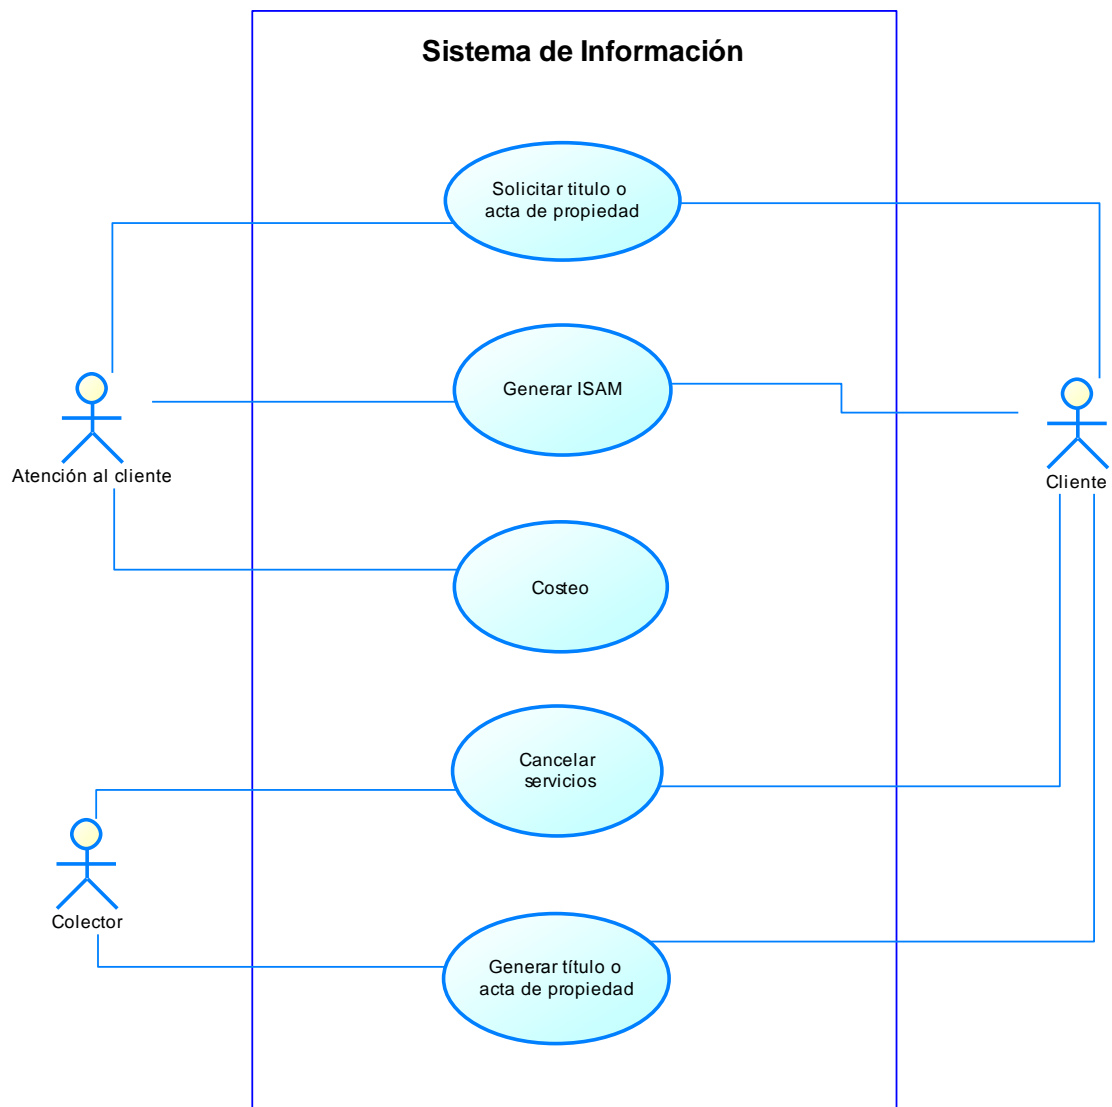 Sistema de Información
Solicitar titulo o
acta de propiedad
Generar ISAM
Atención al cliente
Cliente
Costeo
Cancelar
servicios
Colector
Generar título o
acta de propiedad